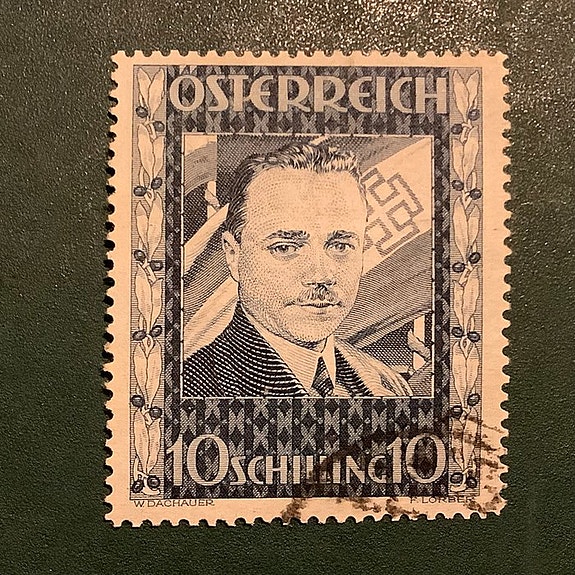 ÖSTERREICH
10 SCHILLING 10
W. DACHAUER F. LORBER